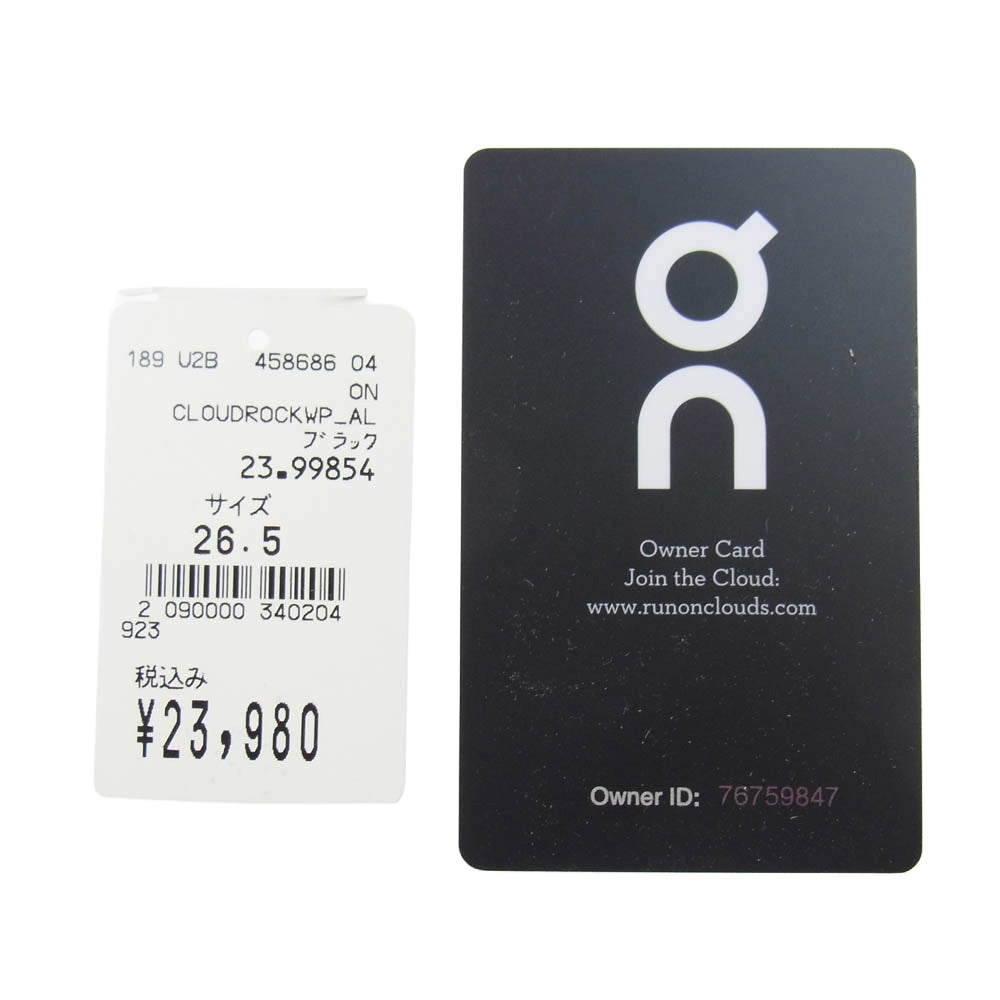 189 U2B 458686 04
ON
CLOUDROCKWP_AL
ブラック
23.99854
サイズ
26.5
2 090000 340204
923
税込み
¥23,980
on
Owner Card
Join the Cloud:
www.runonclouds.com
Owner ID: 76759847